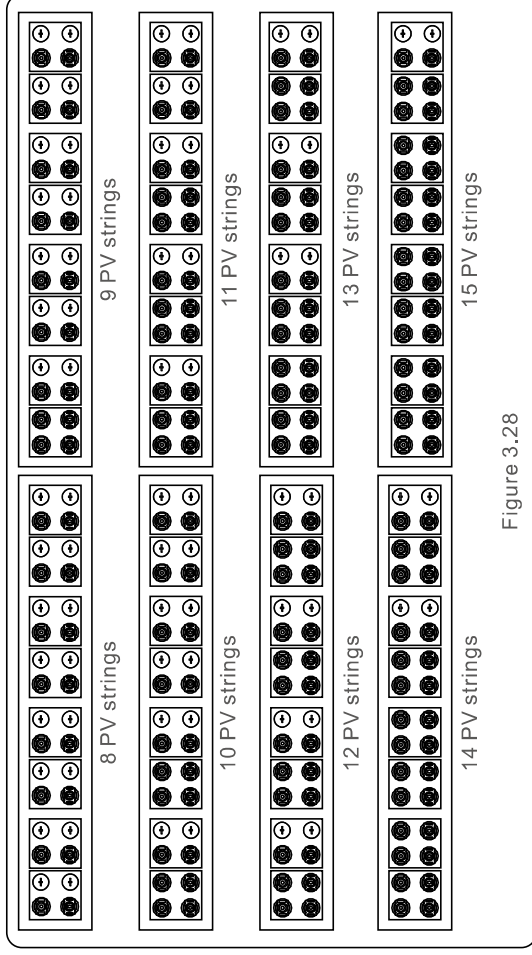 8 PV strings
9 PV strings
10 PV strings
11 PV strings
12 PV strings
13 PV strings
14 PV strings
15 PV strings
Figure 3.28